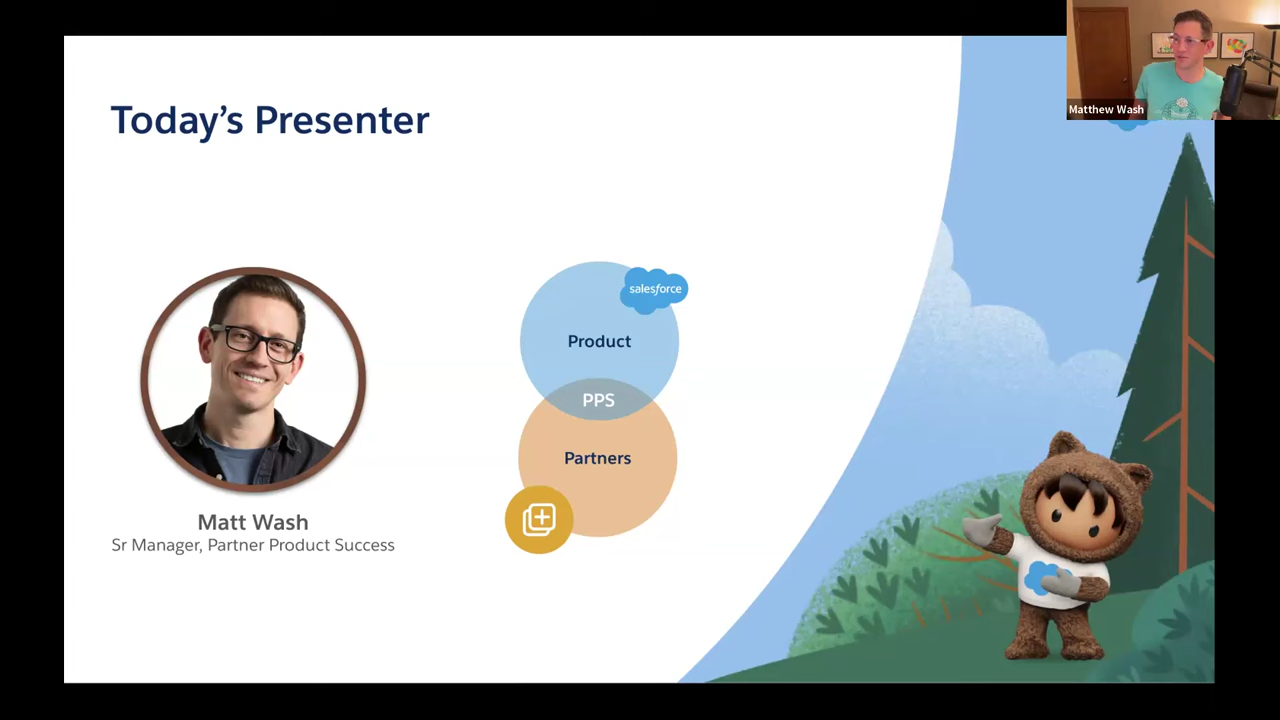 Today's Presenter
Matthew Wash
salesforce
Product
PPS
Partners
Matt Wash
Sr Manager, Partner Product Success